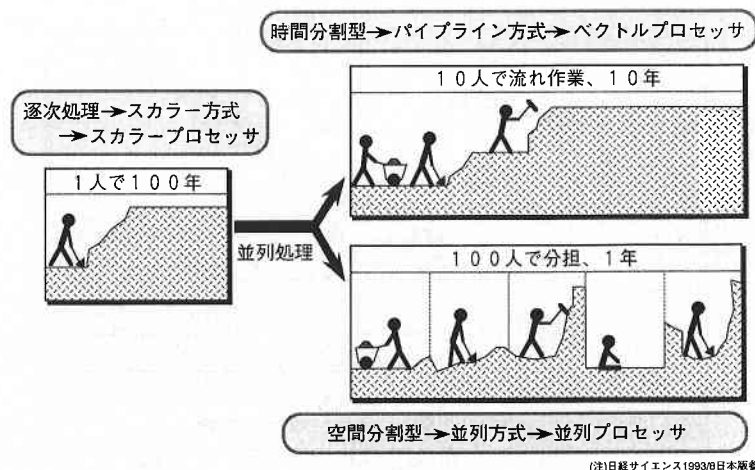 時間分割型→パイプライン方式→ベクトルプロセッサ
10人で流れ作業、10年
逐次処理→スカラー方式
→スカラープロセッサ
1人で100年
並列処理
100人で分担、1年
空間分割型→並列方式→並列プロセッサ
(注)日経サイエンス1993/8日本版